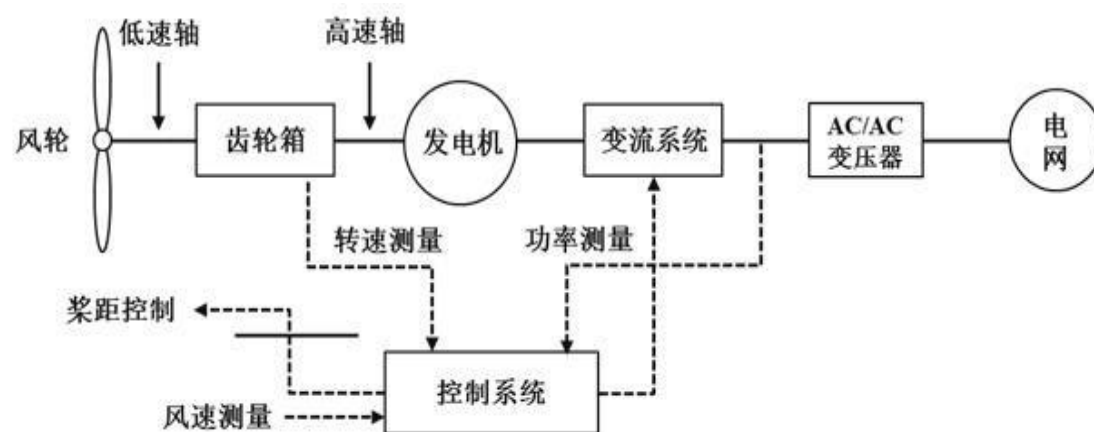 低速轴
高速轴
风轮
齿轮箱
发电机
变流系统
AC/AC
变压器
电
网
转速测量
功率测量
桨距控制
控制系统
风速测量